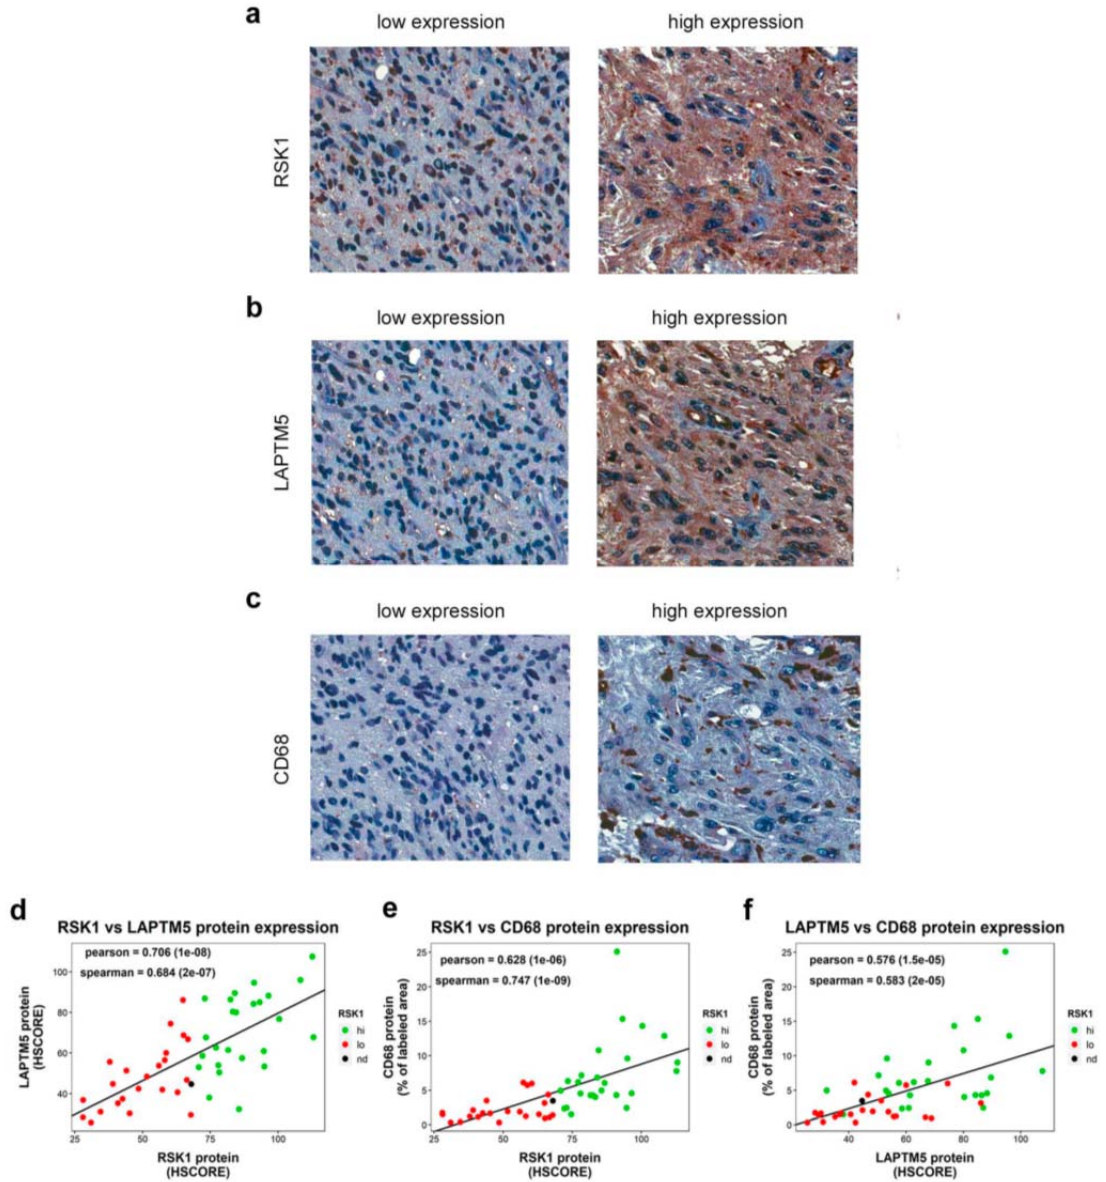 a
low expression
high expression
RSK1
b
low expression
high expression
LAPTM5
c
low expression
high expression
CD68
d
RSK1 vs LAPTM5 protein expression
pearson = 0.706 (1e-08)
spearman = 0.684 (2e-07)
LAPTM5 protein
(HSCORE)
100
80
60
40
25
50
75
100
RSK1 protein
(HSCORE)
RSK1
hi
lo
nd
e
RSK1 vs CD68 protein expression
pearson = 0.628 (1e-06)
spearman = 0.747 (1e-09)
CD68 protein
(% of labeled area)
25
20
15
10
5
0
25
50
75
100
RSK1 protein
(HSCORE)
RSK1
hi
lo
nd
f
LAPTM5 vs CD68 protein expression
pearson = 0.576 (1.5e-05)
spearman = 0.583 (2e-05)
CD68 protein
(% of labeled area)
25
20
15
10
5
0
40
60
80
100
LAPTM5 protein
(HSCORE)
RSK1
hi
lo
nd